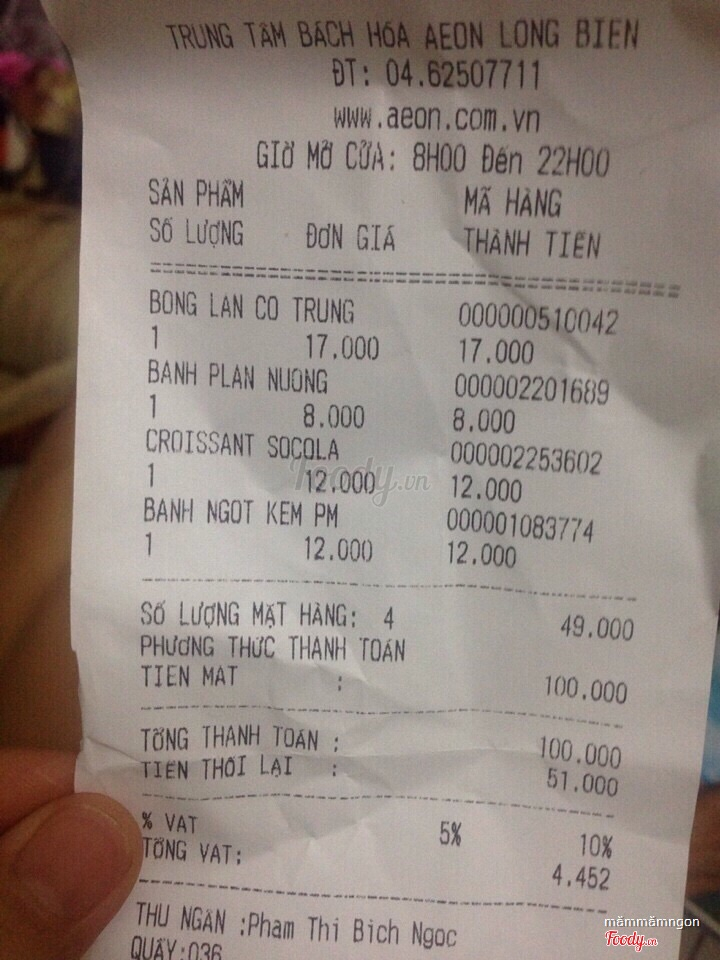 TRUNG TÂM BÁCH HÓA AEON LONG BIÊN
ĐT: 04.62507711
www.aeon.com.vn
GIỜ MỞ CỬA: 8H00 Đến 22H00
SẢN PHẨM MÃ HÀNG
SỐ LƯỢNG ĐƠN GIÁ THÀNH TIỀN
BONG LAN CO TRUNG 000000510042
1 17.000 17.000
BANH PLAN NUONG 000002201689
1 8.000 8.000
CROISSANT SOCOLA 000002253602
1 12.000 12.000
BANH NGOT KEM PM 000001083774
1 12.000 12.000
SỐ LƯỢNG MẶT HÀNG: 4 49.000
PHƯƠNG THỨC THANH TOÁN
TIEN MAT : 100.000
TỔNG THANH TOÁN : 100.000
TIỀN THỐI LẠI : 51.000
% VAT 5% 10%
TỔNG VAT: 4.452
THU NGÂN :Pham Thi Bich Ngoc
QUẦY:036
Foody.vn
mămmămngon
Foody.vn